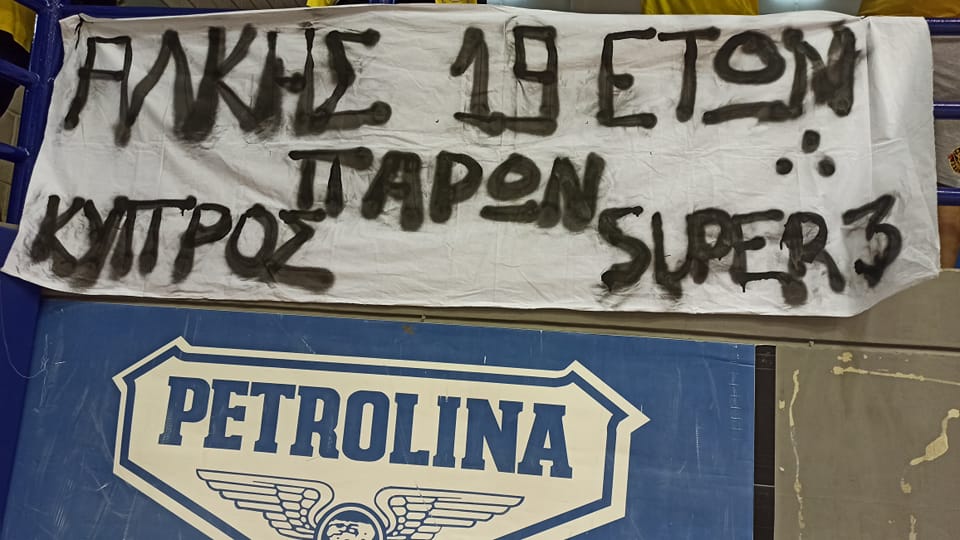 ΑΛΚΗΣ 19 ΕΤΩΝ
ΠΑΡΩΝ
ΚΥΠΡΟΣ SUPER 3
PETROLINA